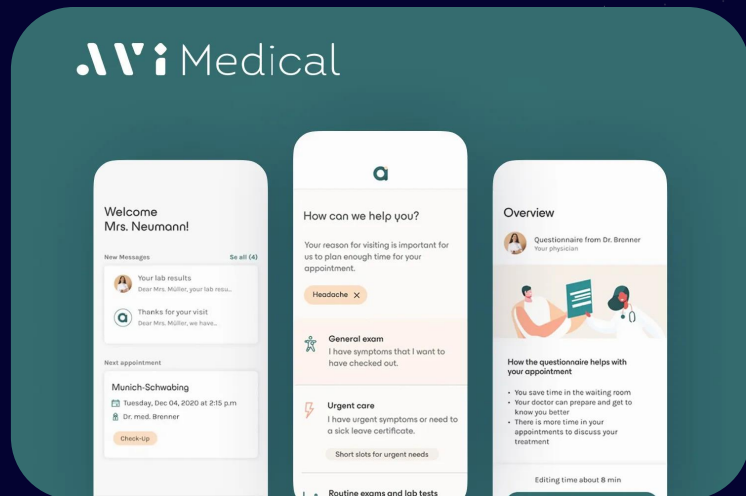 AVi Medical
Welcome
Mrs. Neumann!
New Messages
Se all (4)
Your lab results
Dear Mrs. Müller, your lab resu...
Thanks for your visit
Dear Mrs. Müller, we have...
Next appointment
Munich-Schwabing
Tuesday, Dec 04, 2020 at 2:15 p.m
Dr. med. Brenner
Check-Up
a
How can we help you?
Your reason for visiting is important for
us to plan enough time for your
appointment.
Headache X
General exam
I have symptoms that I want to
have checked out.
Urgent care
I have urgent symptoms or need to
a sick leave certificate.
Short slots for urgent needs
Routine exams and lab tests
Overview
Questionnaire from Dr. Brenner
Your physician
How the questionnaire helps with
your appointment
• You save time in the waiting room
• Your doctor can prepare and get to
know you better
• There is more time in your
appointments to discuss your
treatment
Editing time about 8 min